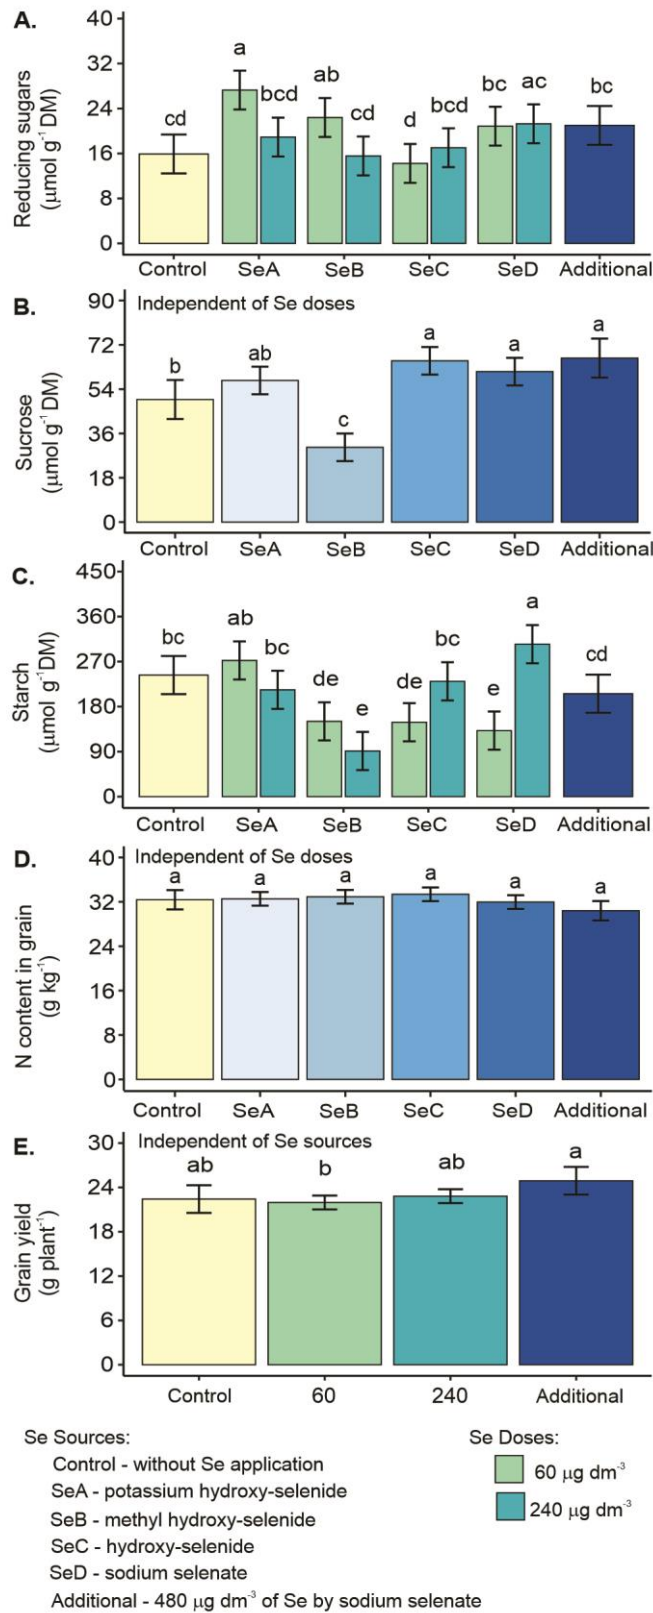 A.
Reducing sugars
(μmol g⁻¹ DM)
40
32
24
16
8
0
cd
a
bcd
ab
cd
d
bcd
bc
ac
bc
Control SeA SeB SeC SeD Additional
B.
Independent of Se doses
Sucrose
(μmol g⁻¹ DM)
90
72
54
36
18
0
b
ab
c
a
a
a
Control SeA SeB SeC SeD Additional
C.
Starch
(μmol g⁻¹DM)
450
360
270
180
90
0
bc
ab
bc
de
e
de
bc
e
a
cd
Control SeA SeB SeC SeD Additional
D.
Independent of Se doses
N content in grain
(g kg⁻¹)
40
32
24
16
8
0
a
a
a
a
a
a
Control SeA SeB SeC SeD Additional
E.
Independent of Se sources
Grain yield
(g plant⁻¹)
30
24
18
12
6
0
ab
b
ab
a
Control 60 240 Additional
Se Sources:
Control - without Se application
SeA - potassium hydroxy-selenide
SeB - methyl hydroxy-selenide
SeC - hydroxy-selenide
SeD - sodium selenate
Additional - 480 μg dm⁻³ of Se by sodium selenate
Se Doses:
60 μg dm⁻³
240 μg dm⁻³